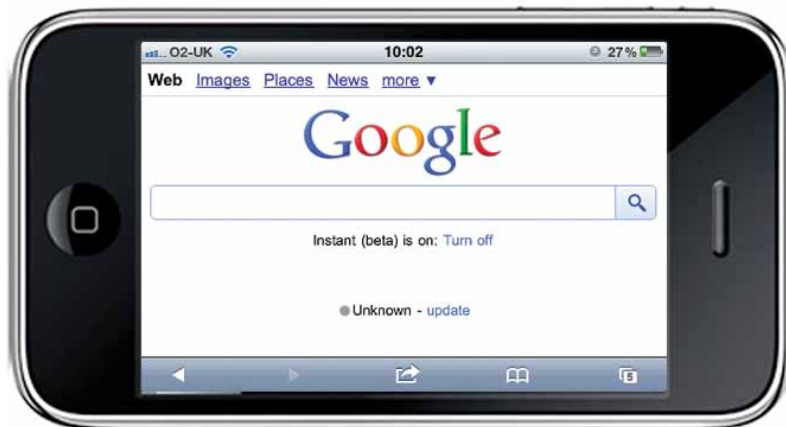 O2-UK 10:02 27%
Web Images Places News more ▼
Google
Instant (beta) is on: Turn off
Unknown - update
5